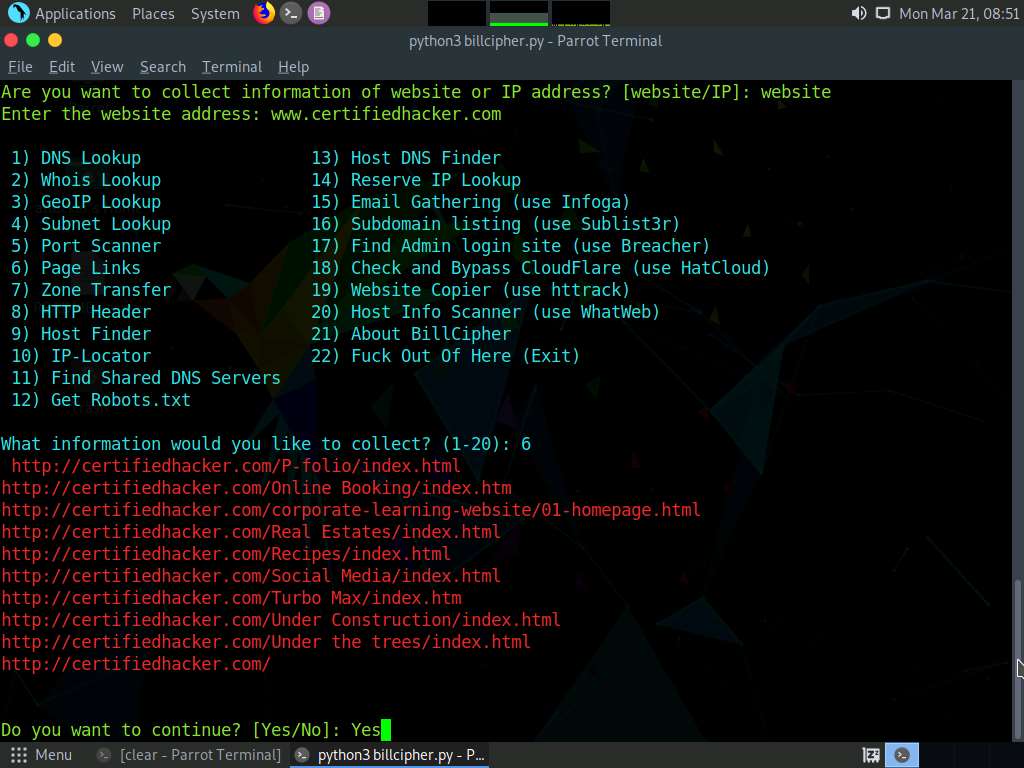 Applications Places System Mon Mar 21, 08:51
python3 billcipher.py - Parrot Terminal
File Edit View Search Terminal Help
Are you want to collect information of website or IP address? [website/IP]: website
Enter the website address: www.certifiedhacker.com
1) DNS Lookup 13) Host DNS Finder
2) Whois Lookup 14) Reserve IP Lookup
3) GeoIP Lookup 15) Email Gathering (use Infoga)
4) Subnet Lookup 16) Subdomain listing (use Sublist3r)
5) Port Scanner 17) Find Admin login site (use Breacher)
6) Page Links 18) Check and Bypass CloudFlare (use HatCloud)
7) Zone Transfer 19) Website Copier (use httrack)
8) HTTP Header 20) Host Info Scanner (use WhatWeb)
9) Host Finder 21) About BillCipher
10) IP-Locator 22) Fuck Out Of Here (Exit)
11) Find Shared DNS Servers
12) Get Robots.txt
What information would you like to collect? (1-20): 6
http://certifiedhacker.com/P-folio/index.html
http://certifiedhacker.com/Online Booking/index.htm
http://certifiedhacker.com/corporate-learning-website/01-homepage.html
http://certifiedhacker.com/Real Estates/index.html
http://certifiedhacker.com/Recipes/index.html
http://certifiedhacker.com/Social Media/index.html
http://certifiedhacker.com/Turbo Max/index.htm
http://certifiedhacker.com/Under Construction/index.html
http://certifiedhacker.com/Under the trees/index.html
http://certifiedhacker.com/
Do you want to continue? [Yes/No]: Yes
Menu [clear - Parrot Terminal] python3 billcipher.py - P...